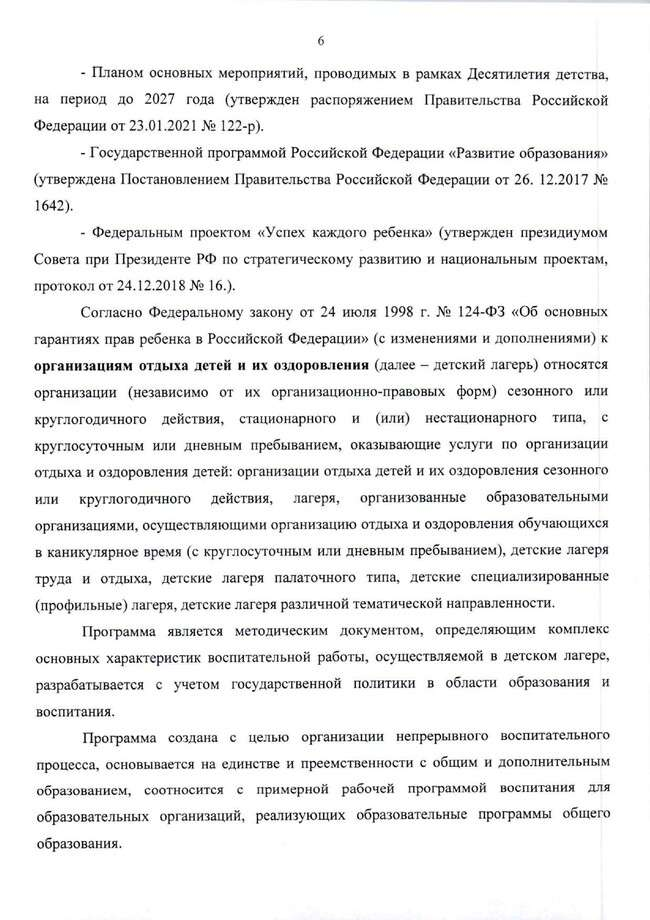 6
- Планом основных мероприятий, проводимых в рамках Десятилетия детства,
на период до 2027 года (утвержден распоряжением Правительства Российской
Федерации от 23.01.2021 № 122-р).
- Государственной программой Российской Федерации «Развитие образования»
(утверждена Постановлением Правительства Российской Федерации от 26. 12.2017 №
1642).
- Федеральным проектом «Успех каждого ребенка» (утвержден президиумом
Совета при Президенте РФ по стратегическому развитию и национальным проектам,
протокол от 24.12.2018 № 16.).
Согласно Федеральному закону от 24 июля 1998 г. № 124-ФЗ «Об основных
гарантиях прав ребенка в Российской Федерации» (с изменениями и дополнениями) к
организациям отдыха детей и их оздоровления (далее – детский лагерь) относятся
организации (независимо от их организационно-правовых форм) сезонного или
круглогодичного действия, стационарного и (или) нестационарного типа, с
круглосуточным или дневным пребыванием, оказывающие услуги по организации
отдыха и оздоровления детей: организации отдыха детей и их оздоровления сезонного
или круглогодичного действия, лагеря, организованные образовательными
организациями, осуществляющими организацию отдыха и оздоровления обучающихся
в каникулярное время (с круглосуточным или дневным пребыванием), детские лагеря
труда и отдыха, детские лагеря палаточного типа, детские специализированные
(профильные) лагеря, детские лагеря различной тематической направленности.
Программа является методическим документом, определяющим комплекс
основных характеристик воспитательной работы, осуществляемой в детском лагере,
разрабатывается с учетом государственной политики в области образования и
воспитания.
Программа создана с целью организации непрерывного воспитательного
процесса, основывается на единстве и преемственности с общим и дополнительным
образованием, соотносится с примерной рабочей программой воспитания для
образовательных организаций, реализующих образовательные программы общего
образования.